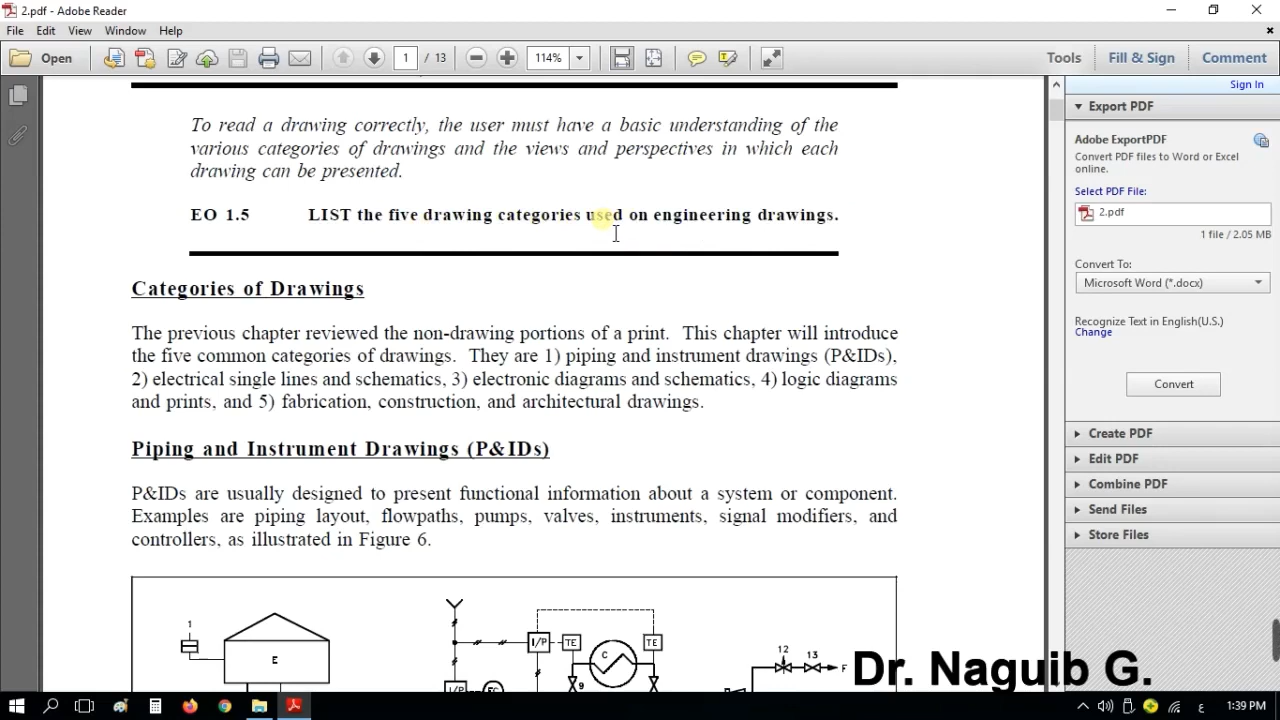 2.pdf - Adobe Reader
File Edit View Window Help
Open 1 / 13 114% Tools Fill & Sign Comment
Sign In
To read a drawing correctly, the user must have a basic understanding of the
various categories of drawings and the views and perspectives in which each
drawing can be presented.
EO 1.5 LIST the five drawing categories used on engineering drawings.
Categories of Drawings
The previous chapter reviewed the non-drawing portions of a print. This chapter will introduce
the five common categories of drawings. They are 1) piping and instrument drawings (P&IDs),
2) electrical single lines and schematics, 3) electronic diagrams and schematics, 4) logic diagrams
and prints, and 5) fabrication, construction, and architectural drawings.
Piping and Instrument Drawings (P&IDs)
P&IDs are usually designed to present functional information about a system or component.
Examples are piping layout, flowpaths, pumps, valves, instruments, signal modifiers, and
controllers, as illustrated in Figure 6.
1
E
I/P TE TE
C
9
I/P
12 13
F
Export PDF
Adobe ExportPDF
Convert PDF files to Word or Excel
online.
Select PDF File:
2.pdf
1 file / 2.05 MB
Convert To:
Microsoft Word (*.docx)
Recognize Text in English(U.S.)
Change
Convert
Create PDF
Edit PDF
Combine PDF
Send Files
Store Files
Dr. Naguib G.
ع 1:39 PM